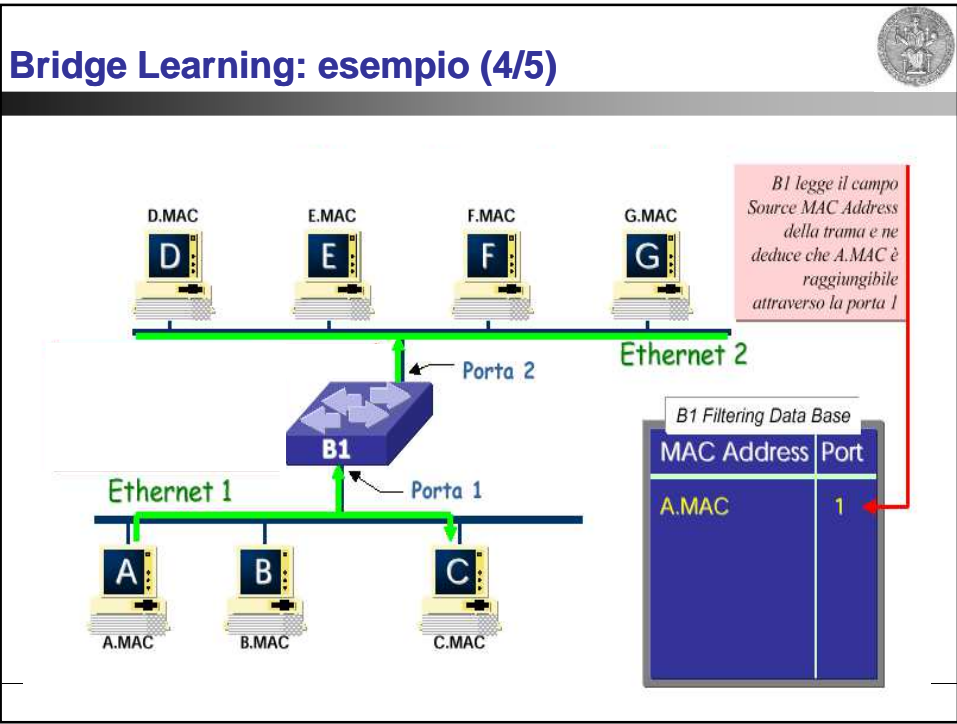 Bridge Learning: esempio (4/5)
B1 legge il campo
Source MAC Address
della trama e ne
deduce che A.MAC è
raggiungibile
attraverso la porta 1
D.MAC
E.MAC
F.MAC
G.MAC
D
E
F
G
Ethernet 2
Porta 2
B1
B1 Filtering Data Base
MAC Address Port
A.MAC 1
Ethernet 1
Porta 1
A
B
C
A.MAC
B.MAC
C.MAC